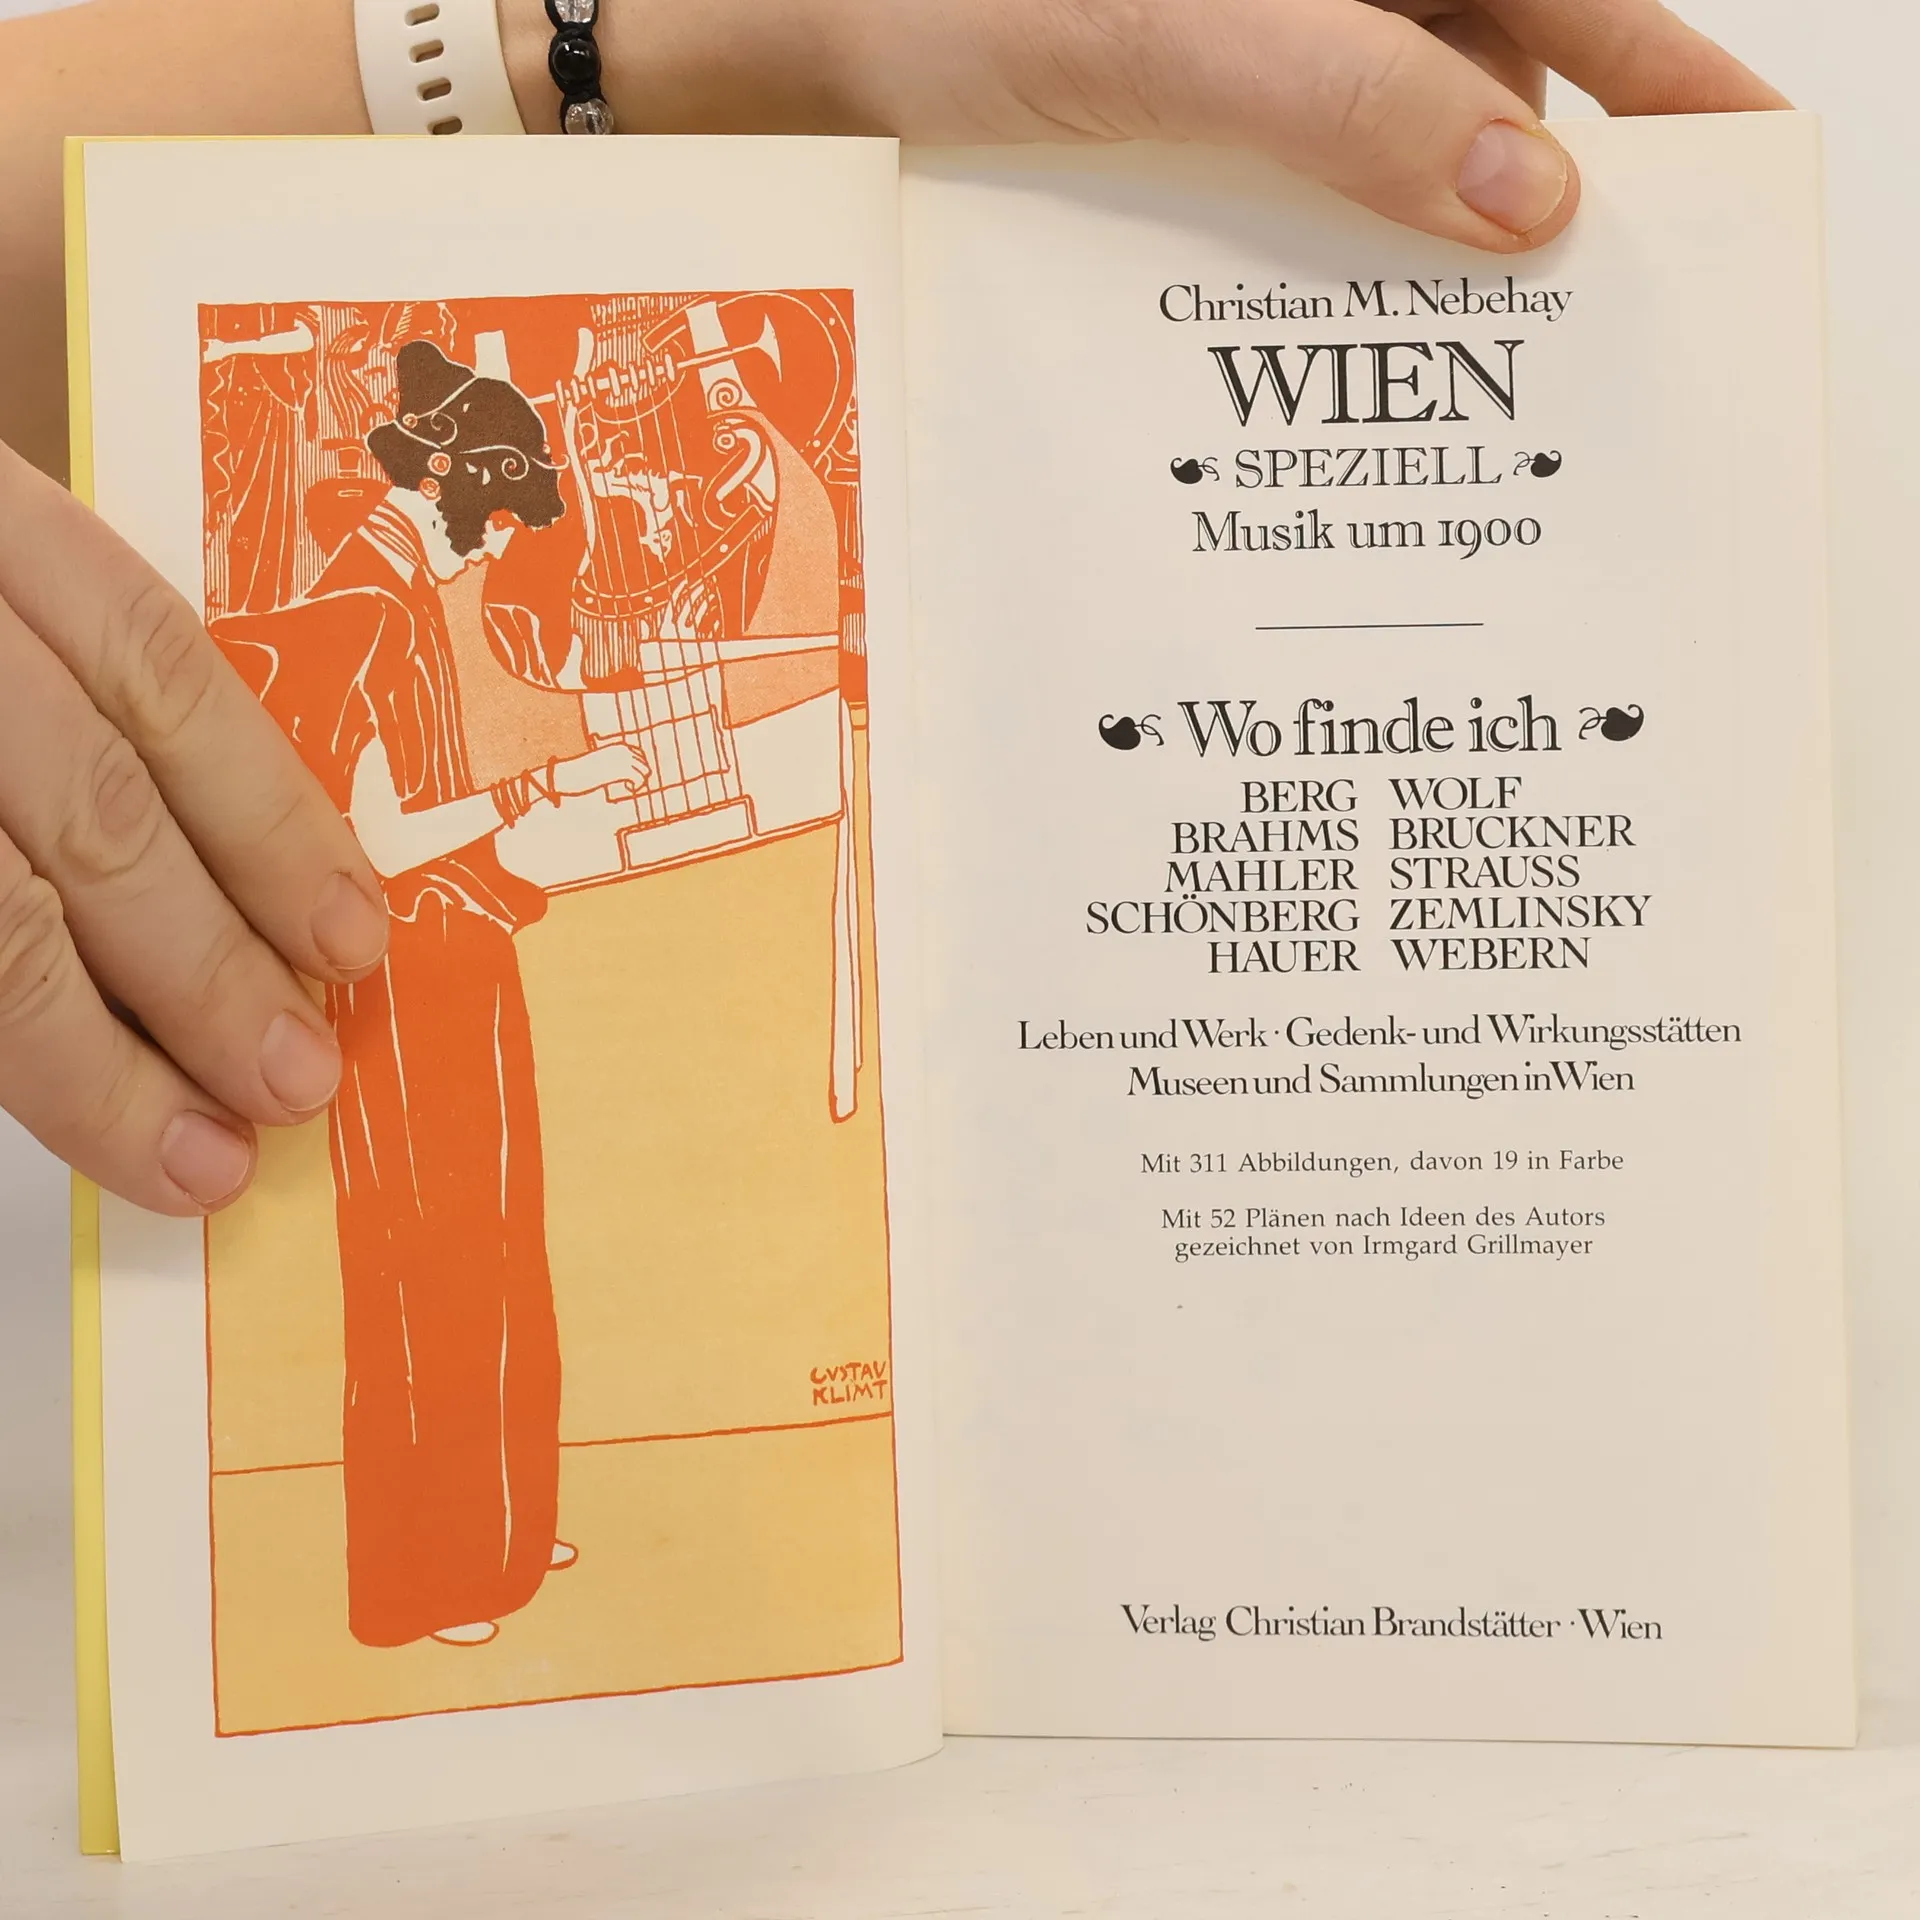 GUSTAV
KLIMT
Christian M. Nebehay
WIEN
SPEZIELL
Musik um 1900
Wo finde ich
BERG WOLF
BRAHMS BRUCKNER
MAHLER STRAUSS
SCHÖNBERG ZEMLINSKY
HAUER WEBERN
Leben und Werk · Gedenk- und Wirkungsstätten
Museen und Sammlungen in Wien
Mit 311 Abbildungen, davon 19 in Farbe
Mit 52 Plänen nach Ideen des Autors
gezeichnet von Irmgard Grillmayer
Verlag Christian Brandstätter · Wien